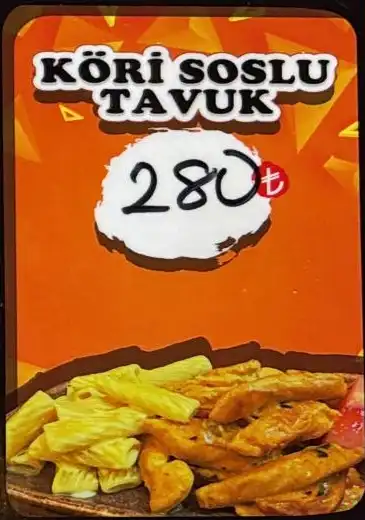 KÖRİ SOSLU
TAVUK
280₺